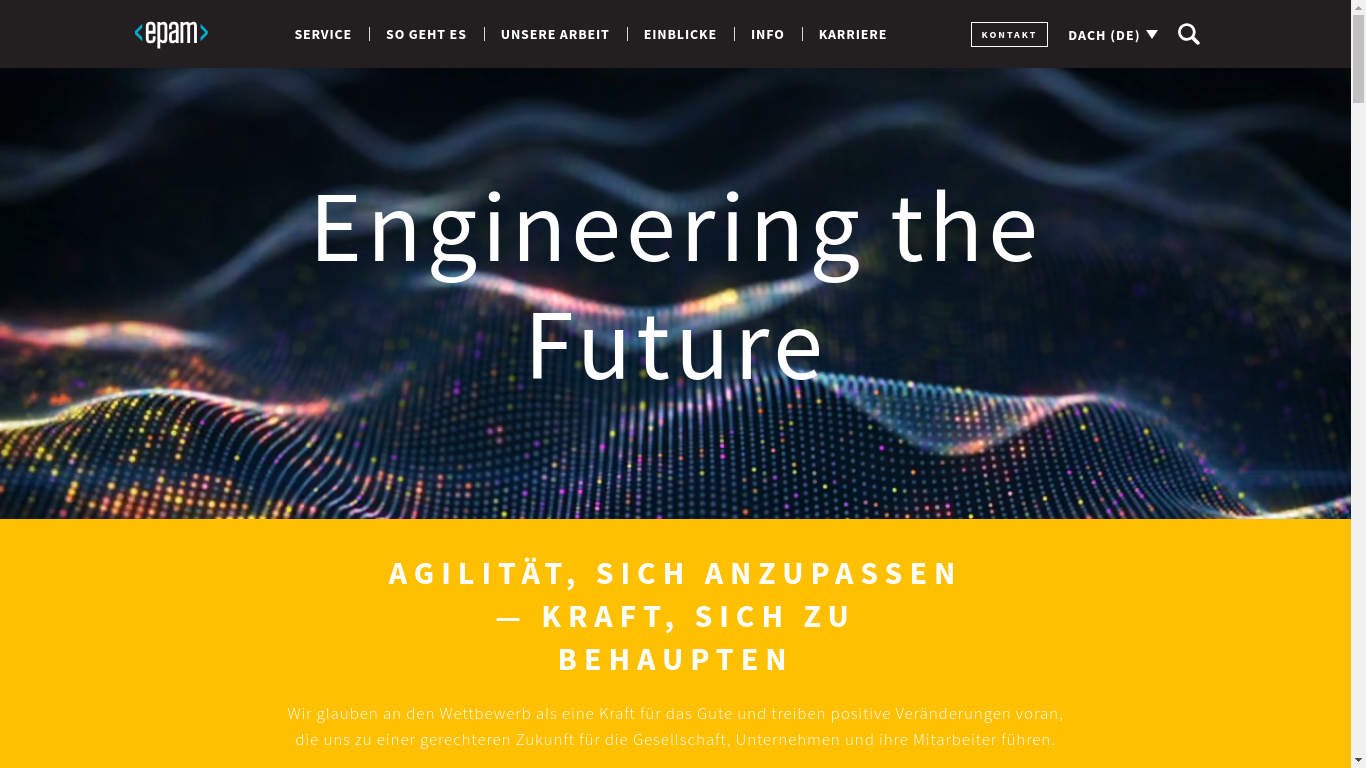 <epam>
SERVICE
SO GEHT ES
UNSERE ARBEIT
EINBLICKE
INFO
KARRIERE
KONTAKT
DACH (DE)
Engineering the
Future
AGILITÄT, SICH ANZUPASSEN
— KRAFT, SICH ZU
BEHAUPTEN
Wir glauben an den Wettbewerb als eine Kraft für das Gute und treiben positive Veränderungen voran,
die uns zu einer gerechteren Zukunft für die Gesellschaft, Unternehmen und ihre Mitarbeiter führen.